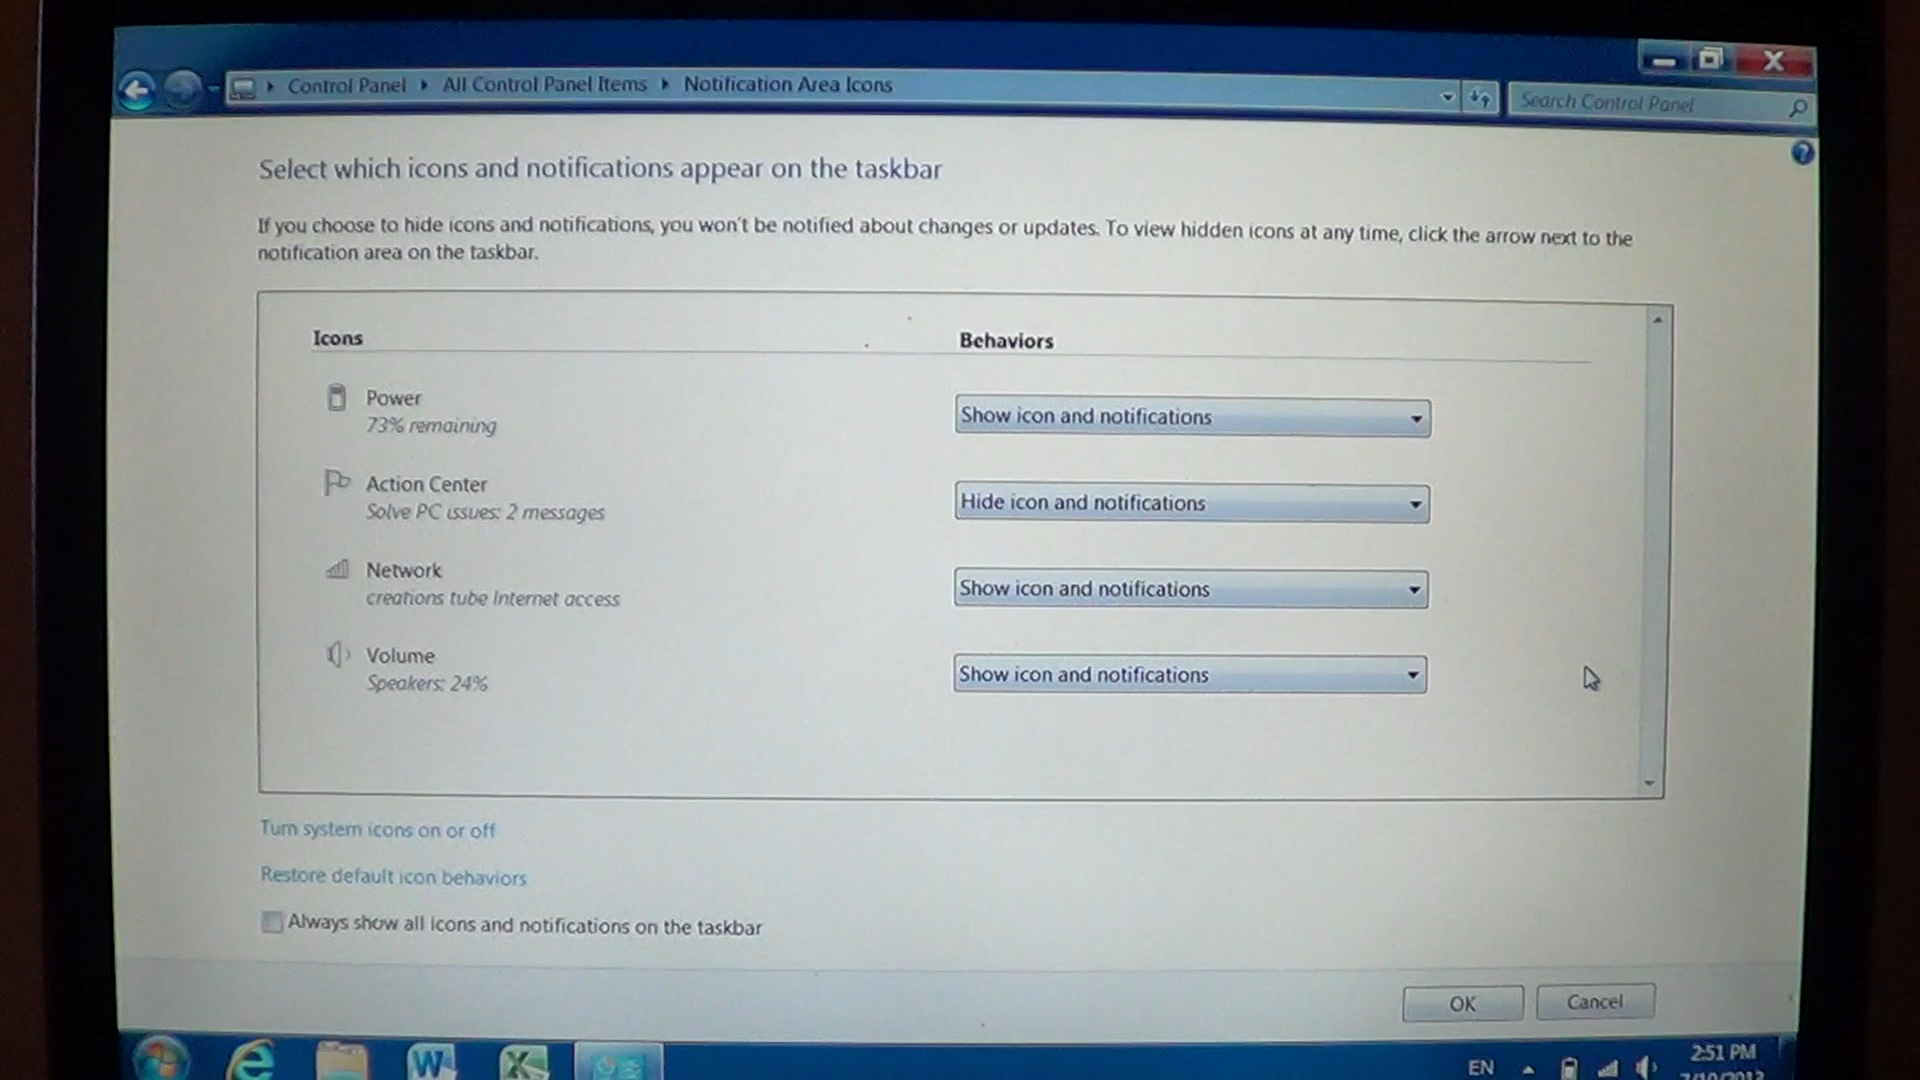 Control Panel ▸ All Control Panel Items ▸ Notification Area Icons
Search Control Panel
Select which icons and notifications appear on the taskbar
If you choose to hide icons and notifications, you won't be notified about changes or updates. To view hidden icons at any time, click the arrow next to the
notification area on the taskbar.
Icons Behaviors
Power Show icon and notifications
73% remaining
Action Center Hide icon and notifications
Solve PC issues: 2 messages
Network Show icon and notifications
creations tube Internet access
Volume Show icon and notifications
Speakers: 24%
Turn system icons on or off
Restore default icon behaviors
Always show all icons and notifications on the taskbar
OK Cancel
EN 2:51 PM